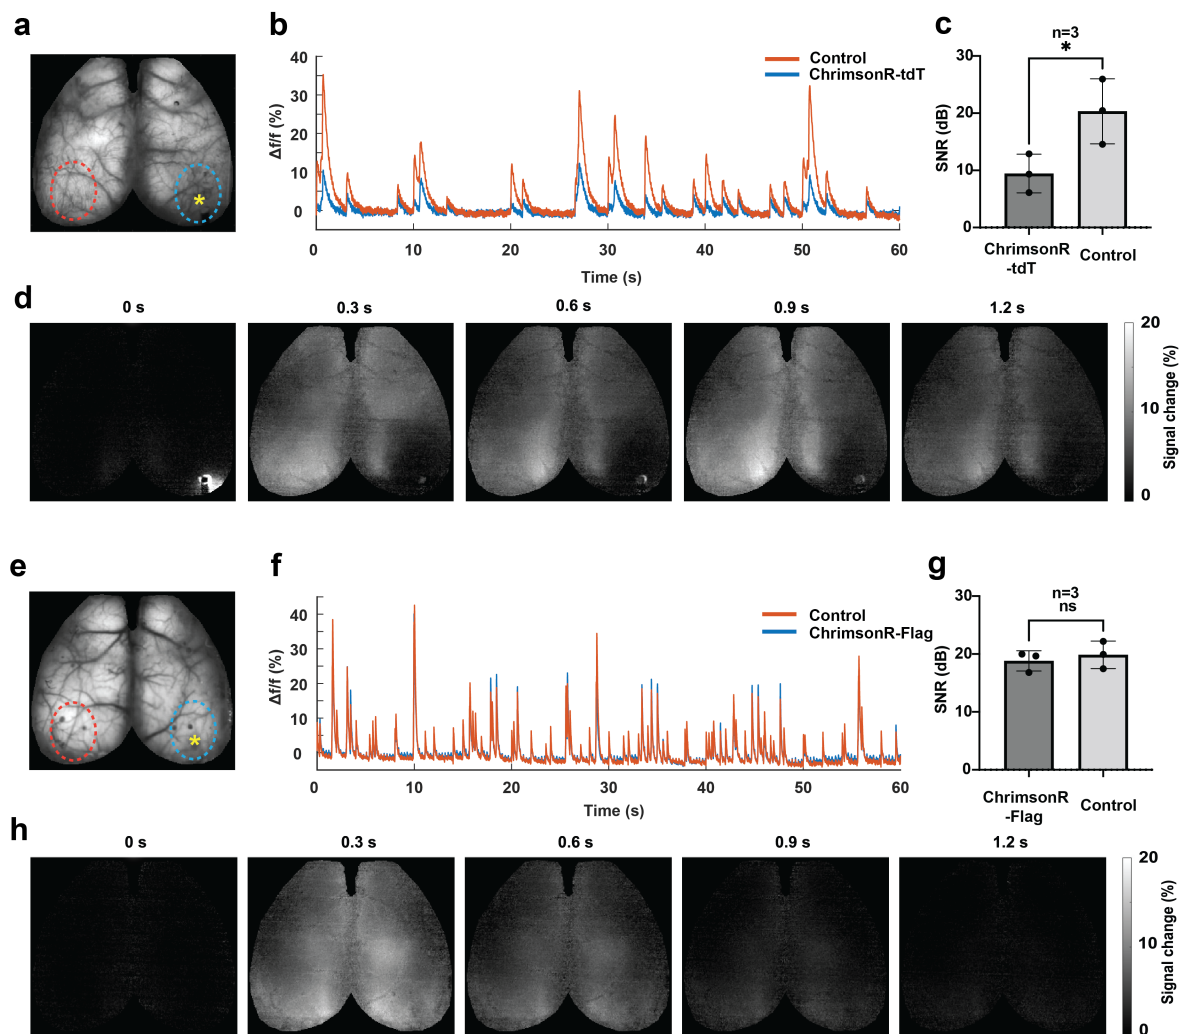 a
*
b
40
30
20
10
0
Δf/f (%)
Control
ChrimsonR-tdT
0
10
20
30
40
50
60
Time (s)
c
n=3
*
30
20
10
0
SNR (dB)
ChrimsonR
-tdT
Control
d
0 s
0.3 s
0.6 s
0.9 s
1.2 s
20
10
0
Signal change (%)
e
*
f
40
30
20
10
0
Δf/f (%)
Control
ChrimsonR-Flag
0
10
20
30
40
50
60
Time (s)
g
n=3
ns
30
20
10
0
SNR (dB)
ChrimsonR
-Flag
Control
h
0 s
0.3 s
0.6 s
0.9 s
1.2 s
20
10
0
Signal change (%)